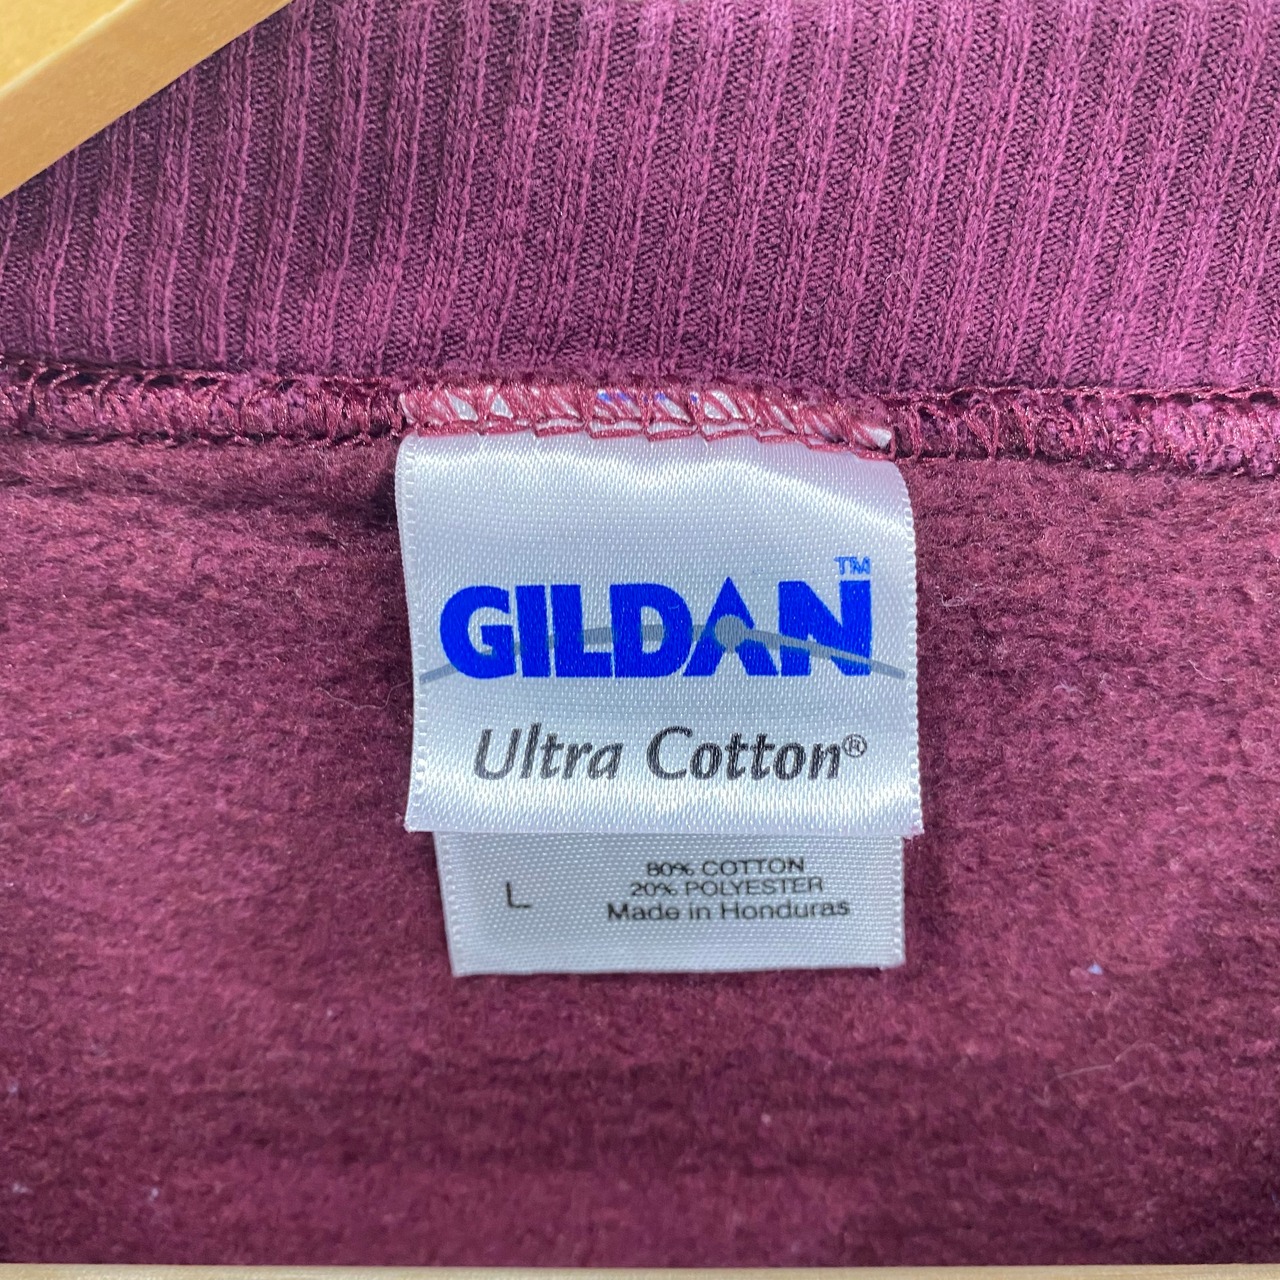 GILDAN™
Ultra Cotton®
L
80% COTTON
20% POLYESTER
Made in Honduras